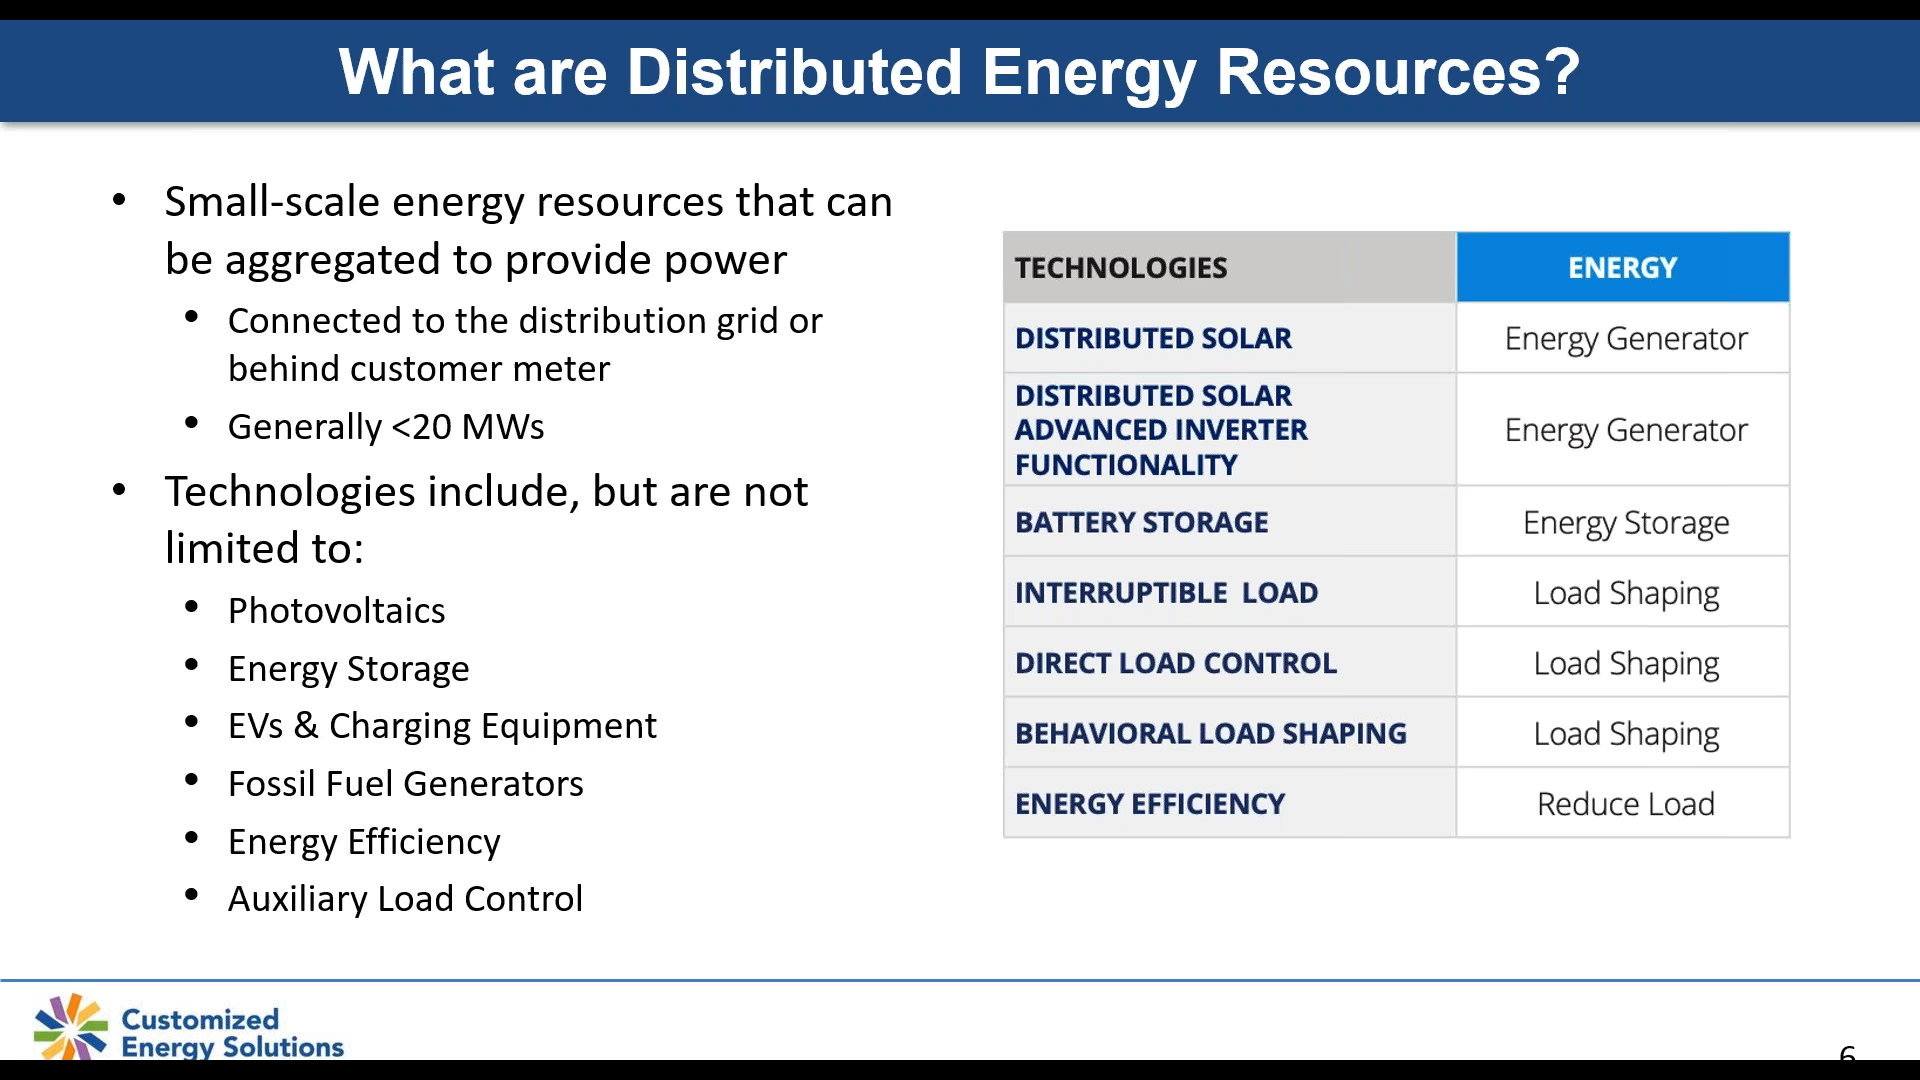 What are Distributed Energy Resources?
• Small-scale energy resources that can
be aggregated to provide power
• Connected to the distribution grid or
behind customer meter
• Generally <20 MWs
• Technologies include, but are not
limited to:
• Photovoltaics
• Energy Storage
• EVs & Charging Equipment
• Fossil Fuel Generators
• Energy Efficiency
• Auxiliary Load Control
TECHNOLOGIES ENERGY
DISTRIBUTED SOLAR Energy Generator
DISTRIBUTED SOLAR
ADVANCED INVERTER Energy Generator
FUNCTIONALITY
BATTERY STORAGE Energy Storage
INTERRUPTIBLE LOAD Load Shaping
DIRECT LOAD CONTROL Load Shaping
BEHAVIORAL LOAD SHAPING Load Shaping
ENERGY EFFICIENCY Reduce Load
Customized
Energy Solutions
6